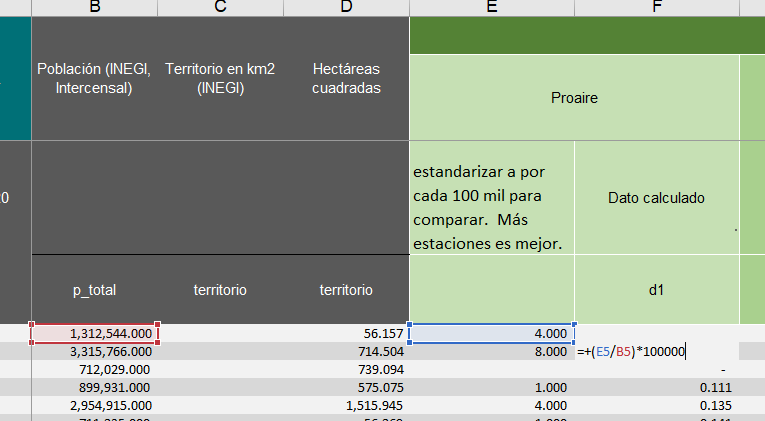 B C D E F
Población (INEGI,
Intercensal)
Territorio en km2
(INEGI)
Hectáreas
cuadradas
Proaire
0
estandarizar a por
cada 100 mil para
comparar. Más
estaciones es mejor.
Dato calculado
.
p_total territorio territorio d1
1,312,544.000 56.157 4.000
3,315,766.000 714.504 8.000 =+(E5/B5)*100000
712,029.000 739.094 -
899,931.000 575.075 1.000 0.111
2,954,915.000 1,515.945 4.000 0.135